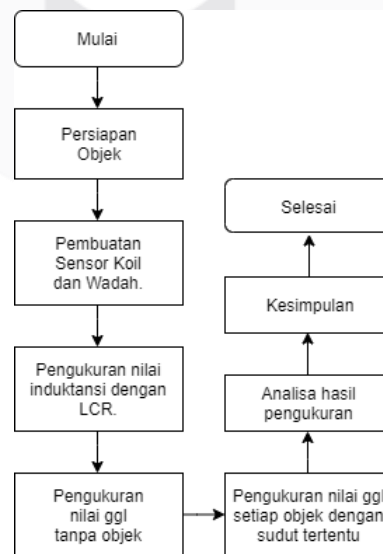 Mulai
Persiapan
Objek
Pembuatan
Sensor Koil
dan Wadah.
Pengukuran nilai
induktansi dengan
LCR.
Pengukuran
nilai ggl
tanpa objek
Pengukuran nilai ggl
setiap objek dengan
sudut tertentu
Analisa hasil
pengukuran
Kesimpulan
Selesai